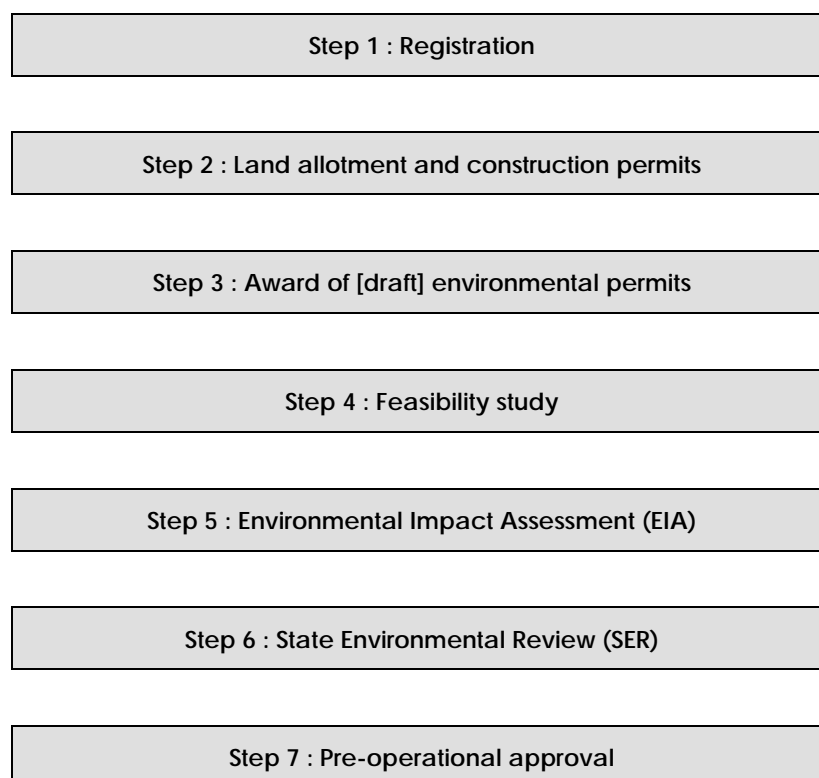 Step 1 : Registration
Step 2 : Land allotment and construction permits
Step 3 : Award of [draft] environmental permits
Step 4 : Feasibility study
Step 5 : Environmental Impact Assessment (EIA)
Step 6 : State Environmental Review (SER)
Step 7 : Pre-operational approval